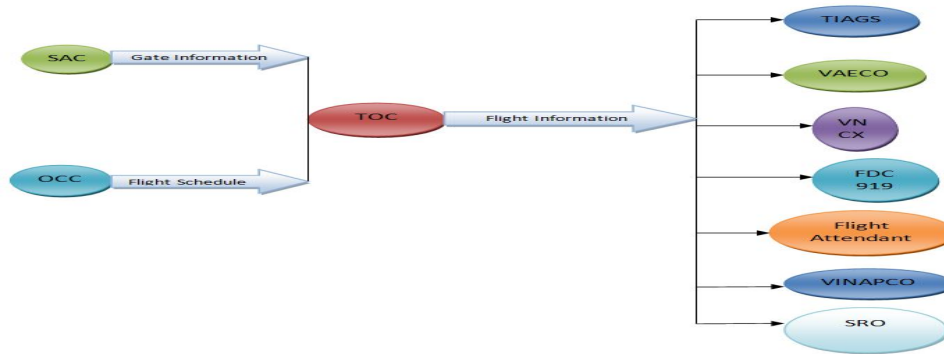 TIAGS
SAC
Gate Information
VAECO
TOC
Flight Information
VN
CX
OCC
Flight Schedule
FDC
919
Flight
Attendant
VINAPCO
SRO